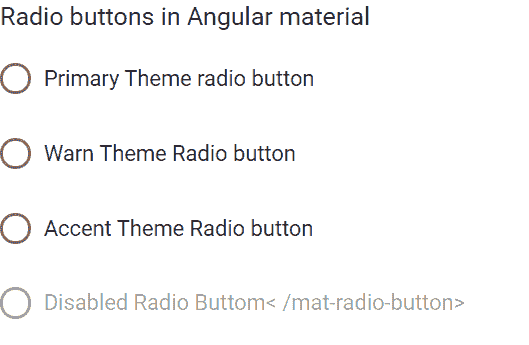 Radio buttons in Angular material
Primary Theme radio button
Warn Theme Radio button
Accent Theme Radio button
Disabled Radio Buttom< /mat-radio-button>